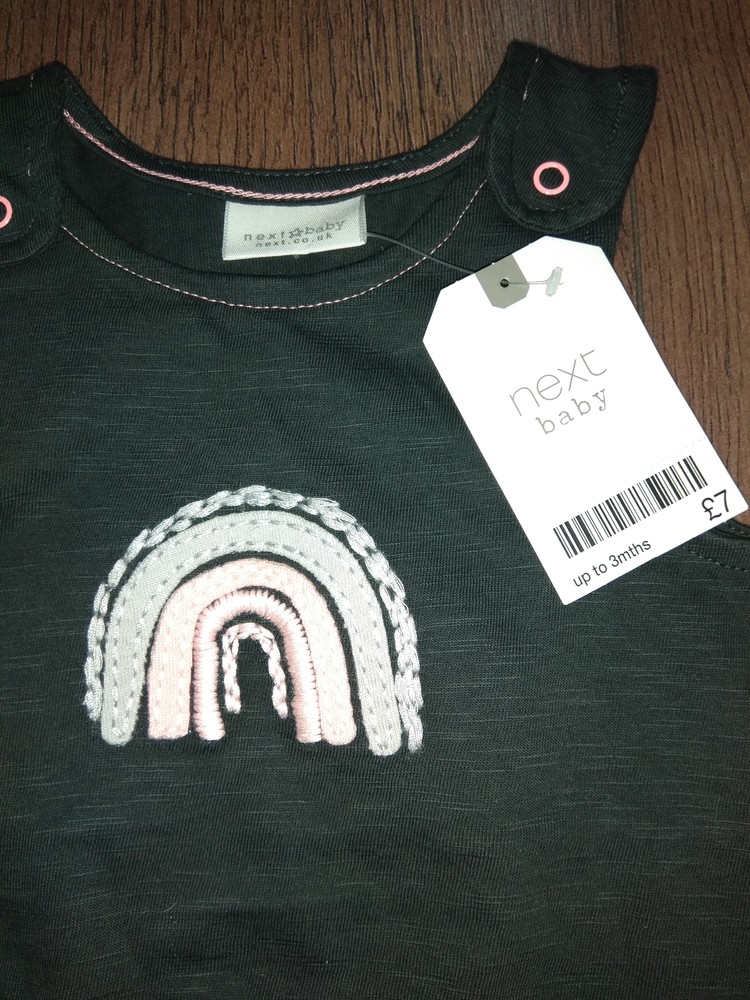 next☆baby
next.co.uk
next
baby
£7
up to 3mths